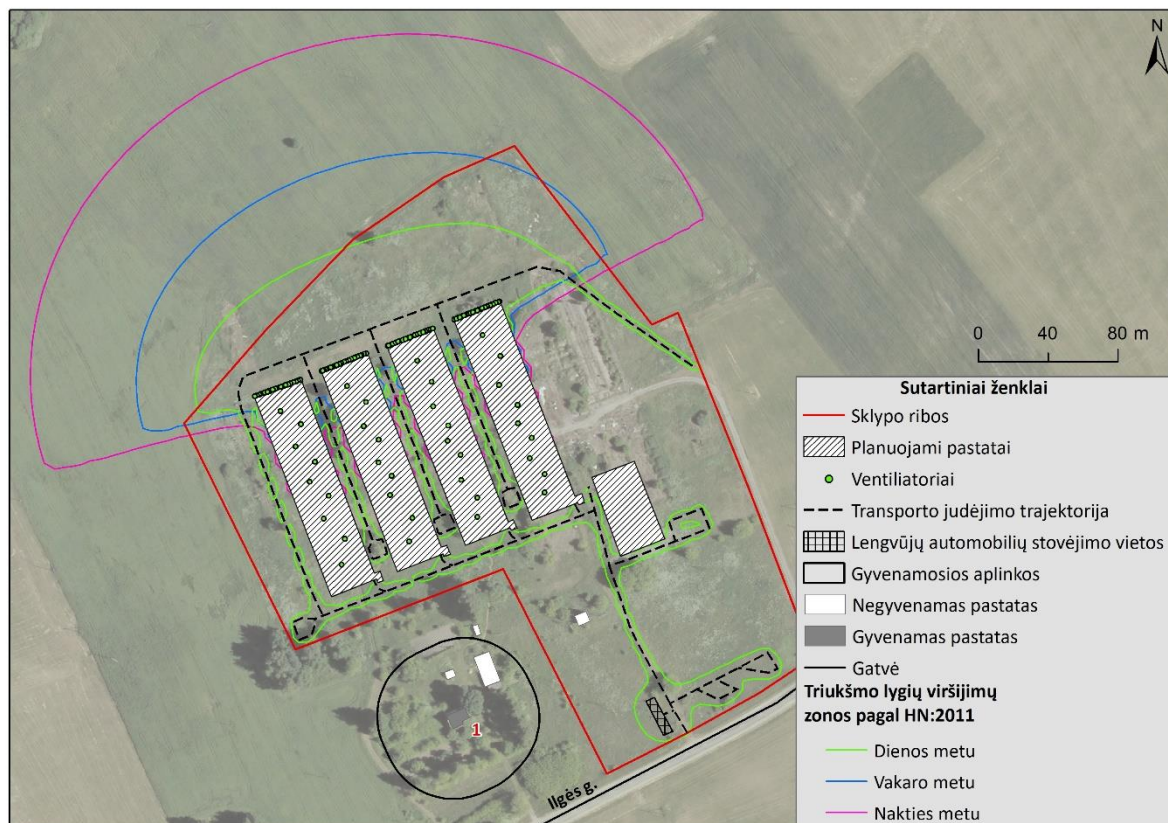 N
0 40 80 m
Sutartiniai ženklai
Sklypo ribos
Planuojami pastatai
Ventiliatoriai
Transporto judėjimo trajektorija
Lengvūjų automobilių stovėjimo vietos
Gyvenamosios aplinkos
Negyvenamas pastatas
Gyvenamas pastatas
Gatvė
Triukšmo lygių viršijimų
zonos pagal HN:2011
Dienos metu
Vakaro metu
Nakties metu
1
Ilgės g.